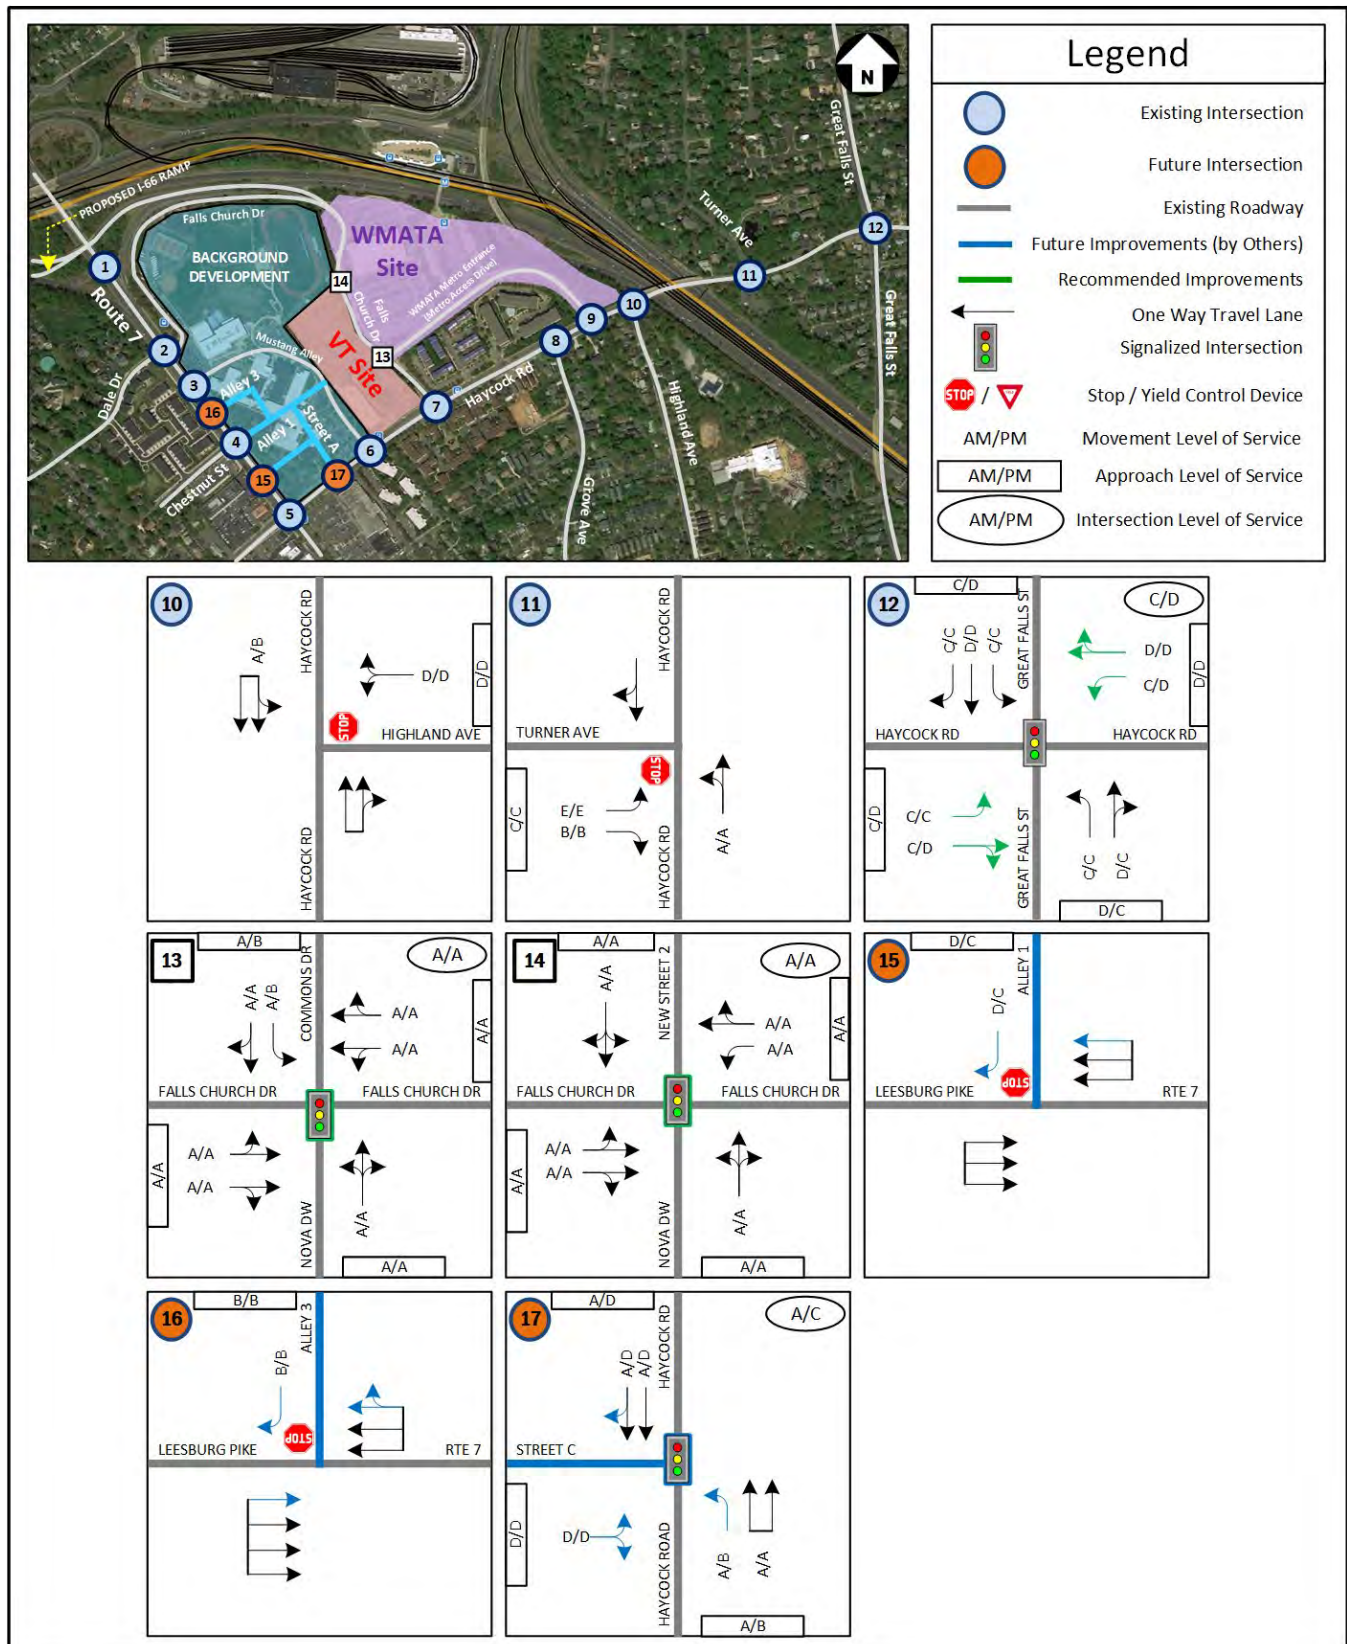 N
PROPOSED I-66 RAMP
Falls Church Dr
BACKGROUND
DEVELOPMENT
WMATA
Site
WMATA Metro Entrance
(Metro Access Drive)
Falls
Church Dr
VT Site
Mustang Alley
Alley 3
Alley 1
Street A
Route 7
Dale Dr
Chestnut St
Haycock Rd
Grove Ave
Highland Ave
Turner Ave
Great Falls St
Great Falls St
1
2
3
16
4
15
5
17
6
7
13
14
8
9
10
11
12
Legend
Existing Intersection
Future Intersection
Existing Roadway
Future Improvements (by Others)
Recommended Improvements
One Way Travel Lane
Signalized Intersection
STOP / Stop / Yield Control Device
AM/PM Movement Level of Service
AM/PM Approach Level of Service
AM/PM Intersection Level of Service
10
A/B
HAYCOCK RD
D/D
D/D
STOP
HIGHLAND AVE
HAYCOCK RD
11
HAYCOCK RD
TURNER AVE
STOP
C/C
E/E
B/B
HAYCOCK RD
A/A
12
C/D
C/D
C/C
D/D
C/C
GREAT FALLS ST
D/D
C/D
D/D
HAYCOCK RD
HAYCOCK RD
C/D
C/C
C/D
GREAT FALLS ST
C/C
D/C
D/C
13
A/B
A/A
A/A
A/B
COMMONS DR
A/A
A/A
A/A
FALLS CHURCH DR
FALLS CHURCH DR
A/A
A/A
A/A
NOVA DW
A/A
A/A
14
A/A
A/A
A/A
NEW STREET 2
A/A
A/A
A/A
FALLS CHURCH DR
FALLS CHURCH DR
A/A
A/A
A/A
NOVA DW
A/A
A/A
15
D/C
D/C
ALLEY 1
STOP
LEESBURG PIKE
RTE 7
16
B/B
B/B
ALLEY 3
STOP
LEESBURG PIKE
RTE 7
17
A/D
A/C
A/D
A/D
HAYCOCK RD
STREET C
D/D
D/D
HAYCOCK ROAD
A/B
A/A
A/B